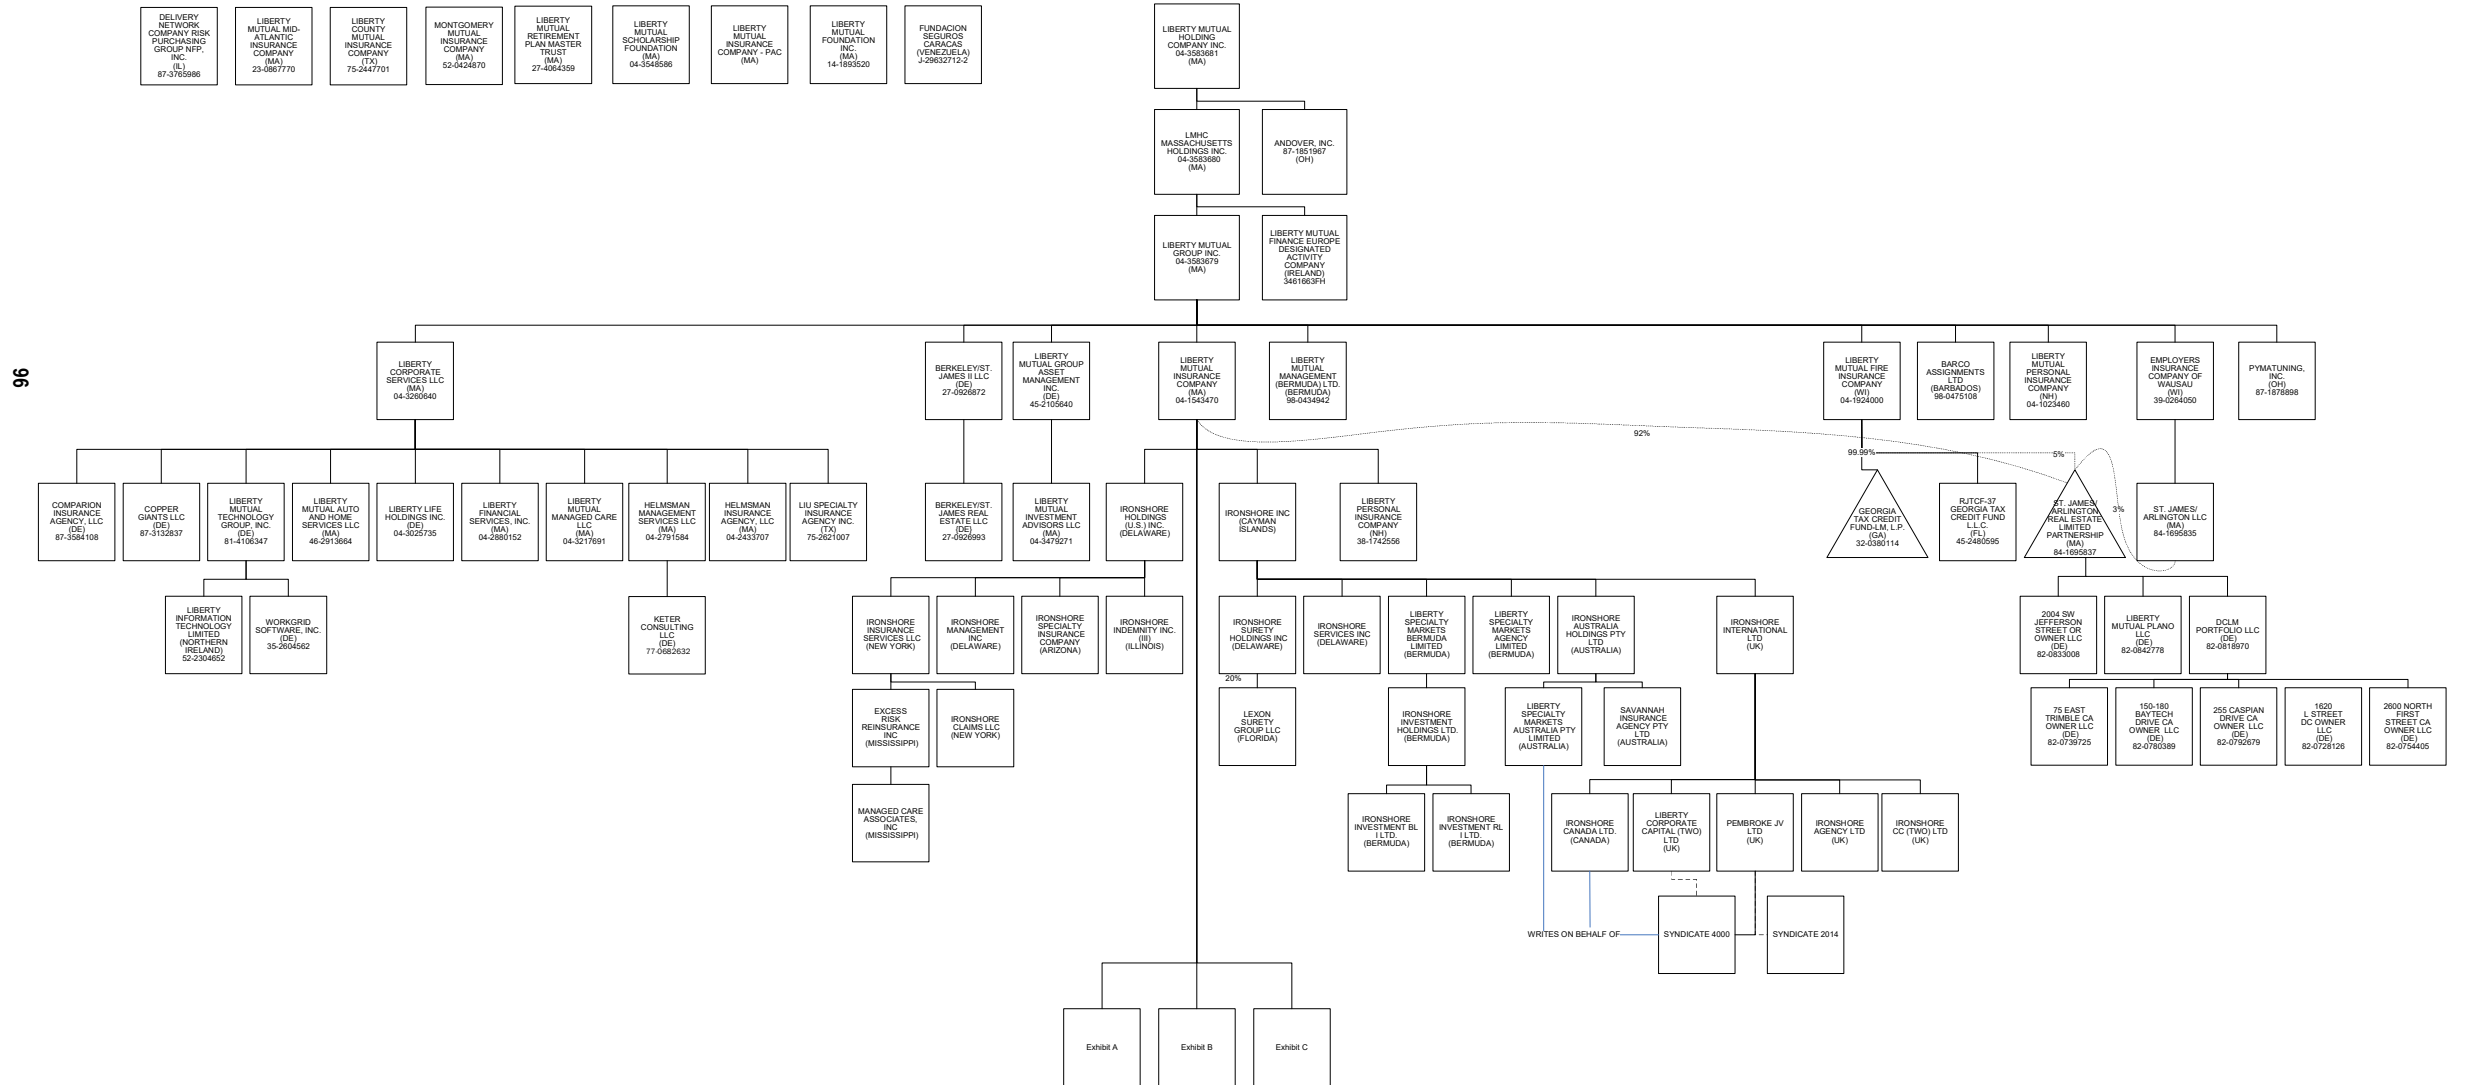 DELIVERY
NETWORK
COMPANY RISK
PURCHASING
GROUP NFP,
INC.
(IL)
87-3765986
LIBERTY
MUTUAL MID-
ATLANTIC
INSURANCE
COMPANY
(MA)
23-0867770
LIBERTY
COUNTY
MUTUAL
INSURANCE
COMPANY
(TX)
75-2447701
MONTGOMERY
MUTUAL
INSURANCE
COMPANY
(MA)
52-0424870
LIBERTY
MUTUAL
RETIREMENT
PLAN MASTER
TRUST
(MA)
27-4064359
LIBERTY
MUTUAL
SCHOLARSHIP
FOUNDATION
(MA)
04-3548586
LIBERTY
MUTUAL
INSURANCE
COMPANY - PAC
(MA)
LIBERTY
MUTUAL
FOUNDATION
INC.
(MA)
14-1893520
FUNDACION
SEGUROS
CARACAS
(VENEZUELA)
J-29632712-2
LIBERTY MUTUAL
HOLDING
COMPANY INC.
04-3583681
(MA)
LMHC
MASSACHUSETTS
HOLDINGS INC.
04-3583680
(MA)
ANDOVER, INC.
87-1851967
(OH)
LIBERTY MUTUAL
GROUP INC.
04-3583679
(MA)
LIBERTY MUTUAL
FINANCE EUROPE
DESIGNATED
ACTIVITY
COMPANY
(IRELAND)
3461663FH
96
LIBERTY
CORPORATE
SERVICES LLC
(MA)
04-3260640
BERKELEY/ST.
JAMES II LLC
(DE)
27-0926872
LIBERTY
MUTUAL GROUP
ASSET
MANAGEMENT
INC.
(DE)
45-2105640
LIBERTY
MUTUAL
INSURANCE
COMPANY
(MA)
04-1543470
LIBERTY
MUTUAL
MANAGEMENT
(BERMUDA) LTD.
(BERMUDA)
98-0434942
LIBERTY
MUTUAL FIRE
INSURANCE
COMPANY
(WI)
04-1924000
BARCO
ASSIGNMENTS
LTD
(BARBADOS)
98-0475108
LIBERTY
MUTUAL
PERSONAL
INSURANCE
COMPANY
(NH)
04-1023460
EMPLOYERS
INSURANCE
COMPANY OF
WAUSAU
(WI)
39-0264050
PYMATUNING,
INC.
(OH)
87-1878898
92%
99.99%
5%
3%
COMPARION
INSURANCE
AGENCY, LLC
(DE)
87-3584108
COPPER
GIANTS LLC
(DE)
87-3132837
LIBERTY
MUTUAL
TECHNOLOGY
GROUP, INC.
(DE)
81-4106347
LIBERTY
MUTUAL AUTO
AND HOME
SERVICES LLC
(MA)
46-2913664
LIBERTY LIFE
HOLDINGS INC.
(DE)
04-3025735
LIBERTY
FINANCIAL
SERVICES, INC.
(MA)
04-2880152
LIBERTY
MUTUAL
MANAGED CARE
LLC
(MA)
04-3217691
HELMSMAN
MANAGEMENT
SERVICES LLC
(MA)
04-2791584
HELMSMAN
INSURANCE
AGENCY, LLC
(MA)
04-2433707
LIU SPECIALTY
INSURANCE
AGENCY INC.
(TX)
75-2621007
BERKELEY/ST.
JAMES REAL
ESTATE LLC
(DE)
27-0926993
LIBERTY
MUTUAL
INVESTMENT
ADVISORS LLC
(MA)
04-3479271
IRONSHORE
HOLDINGS
(U.S.) INC.
(DELAWARE)
IRONSHORE INC
(CAYMAN
ISLANDS)
LIBERTY
PERSONAL
INSURANCE
COMPANY
(NH)
38-1742556
GEORGIA
TAX CREDIT
FUND-LM, L.P.
(GA)
32-0380114
RJTCF-37
GEORGIA TAX
CREDIT FUND
L.L.C.
(FL)
45-2480595
ST. JAMES/
ARLINGTON
REAL ESTATE
LIMITED
PARTNERSHIP
(MA)
84-1695837
ST. JAMES/
ARLINGTON LLC
(MA)
84-1695835
LIBERTY
INFORMATION
TECHNOLOGY
LIMITED
(NORTHERN
IRELAND)
52-2304652
WORKGRID
SOFTWARE, INC.
(DE)
35-2604562
KETER
CONSULTING
LLC
(DE)
77-0682632
IRONSHORE
INSURANCE
SERVICES LLC
(NEW YORK)
IRONSHORE
MANAGEMENT
INC
(DELAWARE)
IRONSHORE
SPECIALTY
INSURANCE
COMPANY
(ARIZONA)
IRONSHORE
INDEMNITY INC.
(III)
(ILLINOIS)
IRONSHORE
SURETY
HOLDINGS INC
(DELAWARE)
IRONSHORE
SERVICES INC
(DELAWARE)
LIBERTY
SPECIALTY
MARKETS
BERMUDA
LIMITED
(BERMUDA)
LIBERTY
SPECIALTY
MARKETS
AGENCY
LIMITED
(BERMUDA)
IRONSHORE
AUSTRALIA
HOLDINGS PTY
LTD
(AUSTRALIA)
IRONSHORE
INTERNATIONAL
LTD
(UK)
2004 SW
JEFFERSON
STREET OR
OWNER LLC
(DE)
82-0833008
LIBERTY
MUTUAL PLANO
LLC
(DE)
82-0842778
DCLM
PORTFOLIO LLC
(DE)
82-0818970
20%
EXCESS
RISK
REINSURANCE
INC
(MISSISSIPPI)
IRONSHORE
CLAIMS LLC
(NEW YORK)
LEXON
SURETY
GROUP LLC
(FLORIDA)
IRONSHORE
INVESTMENT
HOLDINGS LTD.
(BERMUDA)
LIBERTY
SPECIALTY
MARKETS
AUSTRALIA PTY
LIMITED
(AUSTRALIA)
SAVANNAH
INSURANCE
AGENCY PTY
LTD
(AUSTRALIA)
75 EAST
TRIMBLE CA
OWNER LLC
(DE)
82-0739725
150-180
BAYTECH
DRIVE CA
OWNER LLC
(DE)
82-0780389
255 CASPIAN
DRIVE CA
OWNER LLC
(DE)
82-0792679
1620
L STREET
DC OWNER
LLC
(DE)
82-0728126
2600 NORTH
FIRST
STREET CA
OWNER LLC
(DE)
82-0754405
MANAGED CARE
ASSOCIATES,
INC
(MISSISSIPPI)
IRONSHORE
INVESTMENT BL
I LTD.
(BERMUDA)
IRONSHORE
INVESTMENT RL
I LTD.
(BERMUDA)
IRONSHORE
CANADA LTD.
(CANADA)
LIBERTY
CORPORATE
CAPITAL (TWO)
LTD
(UK)
PEMBROKE JV
LTD
(UK)
IRONSHORE
AGENCY LTD
(UK)
IRONSHORE
CC (TWO) LTD
(UK)
WRITES ON BEHALF OF
SYNDICATE 4000
SYNDICATE 2014
Exhibit A
Exhibit B
Exhibit C